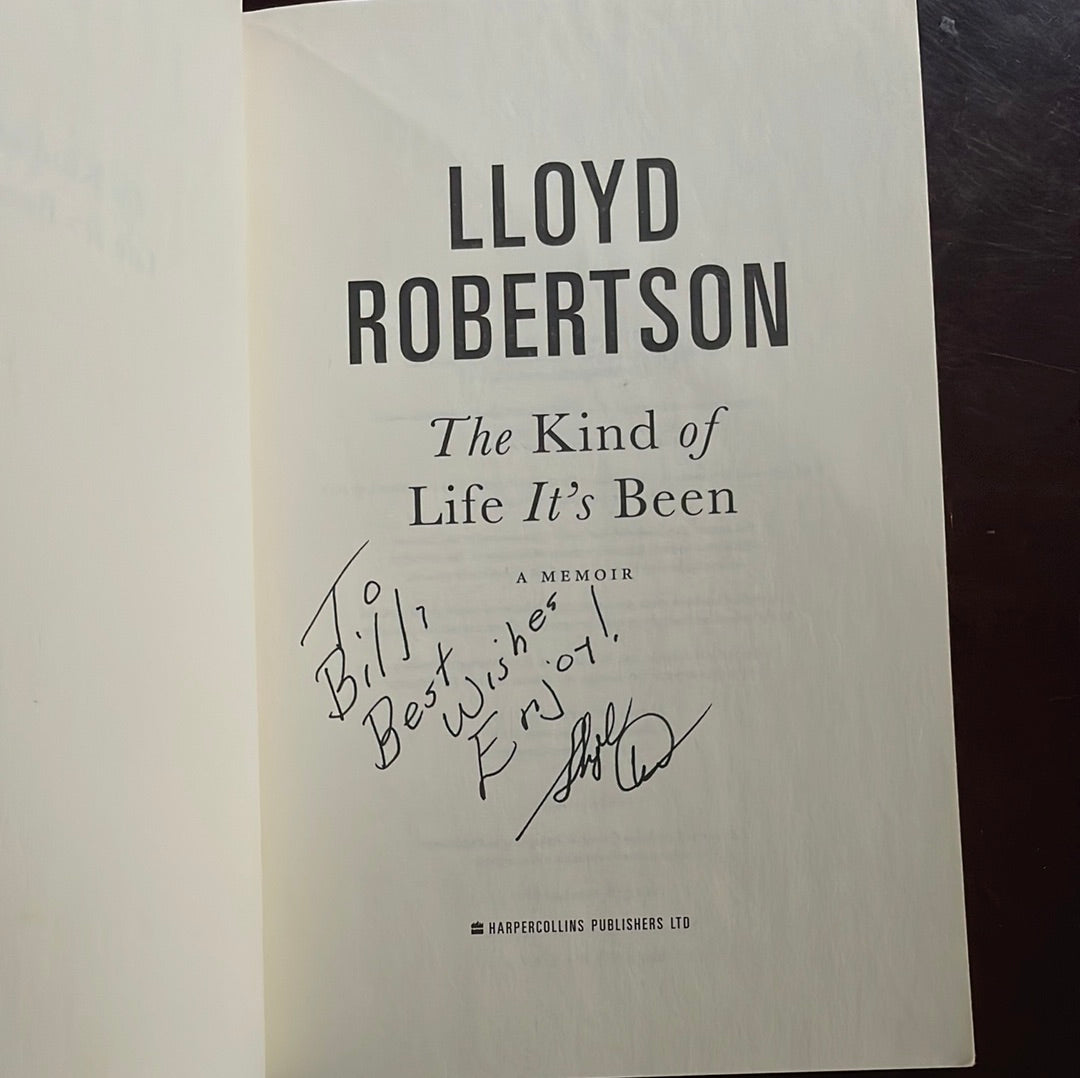 LLOYD
ROBERTSON
The Kind of
Life It's Been
A MEMOIR
To
Bill,
Best
Wishes
Enjoy!
HARPERCOLLINS PUBLISHERS LTD